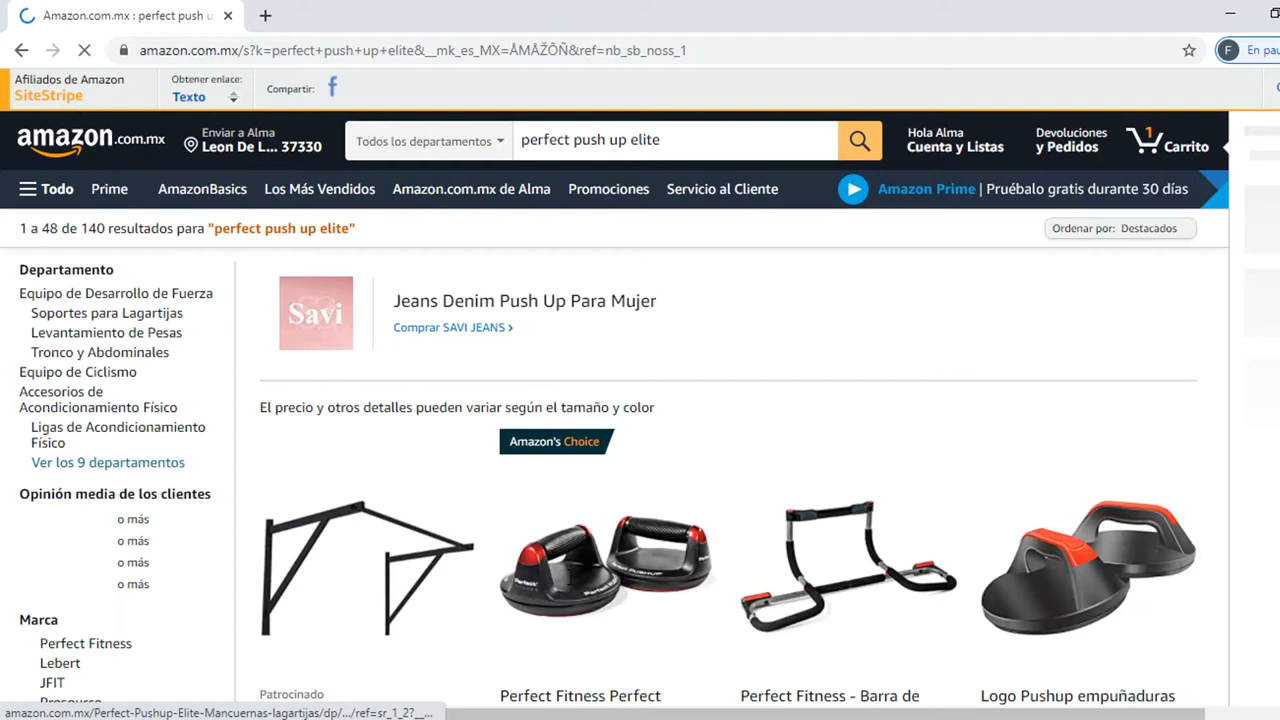 Amazon.com.mx : perfect push u
amazon.com.mx/s?k=perfect+push+up+elite&__mk_es_MX=ÅMÅŽÕÑ&ref=nb_sb_noss_1
F En pau
Afiliados de Amazon
SiteStripe
Obtener enlace:
Texto
Compartir:
amazon.com.mx
Enviar a Alma
Leon De L... 37330
Todos los departamentos
perfect push up elite
Hola Alma
Cuenta y Listas
Devoluciones
y Pedidos
1
Carrito
Todo
Prime
AmazonBasics
Los Más Vendidos
Amazon.com.mx de Alma
Promociones
Servicio al Cliente
Amazon Prime | Pruébalo gratis durante 30 días
1 a 48 de 140 resultados para "perfect push up elite"
Ordenar por: Destacados
Departamento
Equipo de Desarrollo de Fuerza
Soportes para Lagartijas
Levantamiento de Pesas
Tronco y Abdominales
Equipo de Ciclismo
Accesorios de
Acondicionamiento Físico
Ligas de Acondicionamiento
Físico
Ver los 9 departamentos
Opinión media de los clientes
o más
o más
o más
o más
Marca
Perfect Fitness
Lebert
JFIT
Savi
Jeans Denim Push Up Para Mujer
Comprar SAVI JEANS ›
El precio y otros detalles pueden variar según el tamaño y color
Amazon's Choice
Perfect
PERFECT PUSHUP
Patrocinado
Perfect Fitness Perfect
Perfect Fitness - Barra de
Logo Pushup empuñaduras
amazon.com.mx/Perfect-Pushup-Elite-Mancuernas-lagartijas/dp/.../ref=sr_1_2?__...